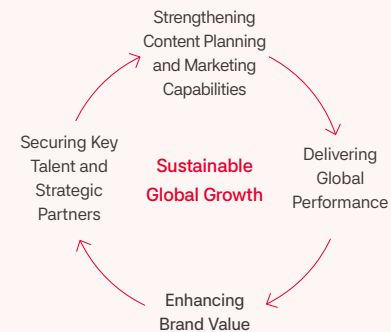 Strengthening
Content Planning
and Marketing
Capabilities
Delivering
Global
Performance
Enhancing
Brand Value
Securing Key
Talent and
Strategic
Partners
Sustainable
Global Growth